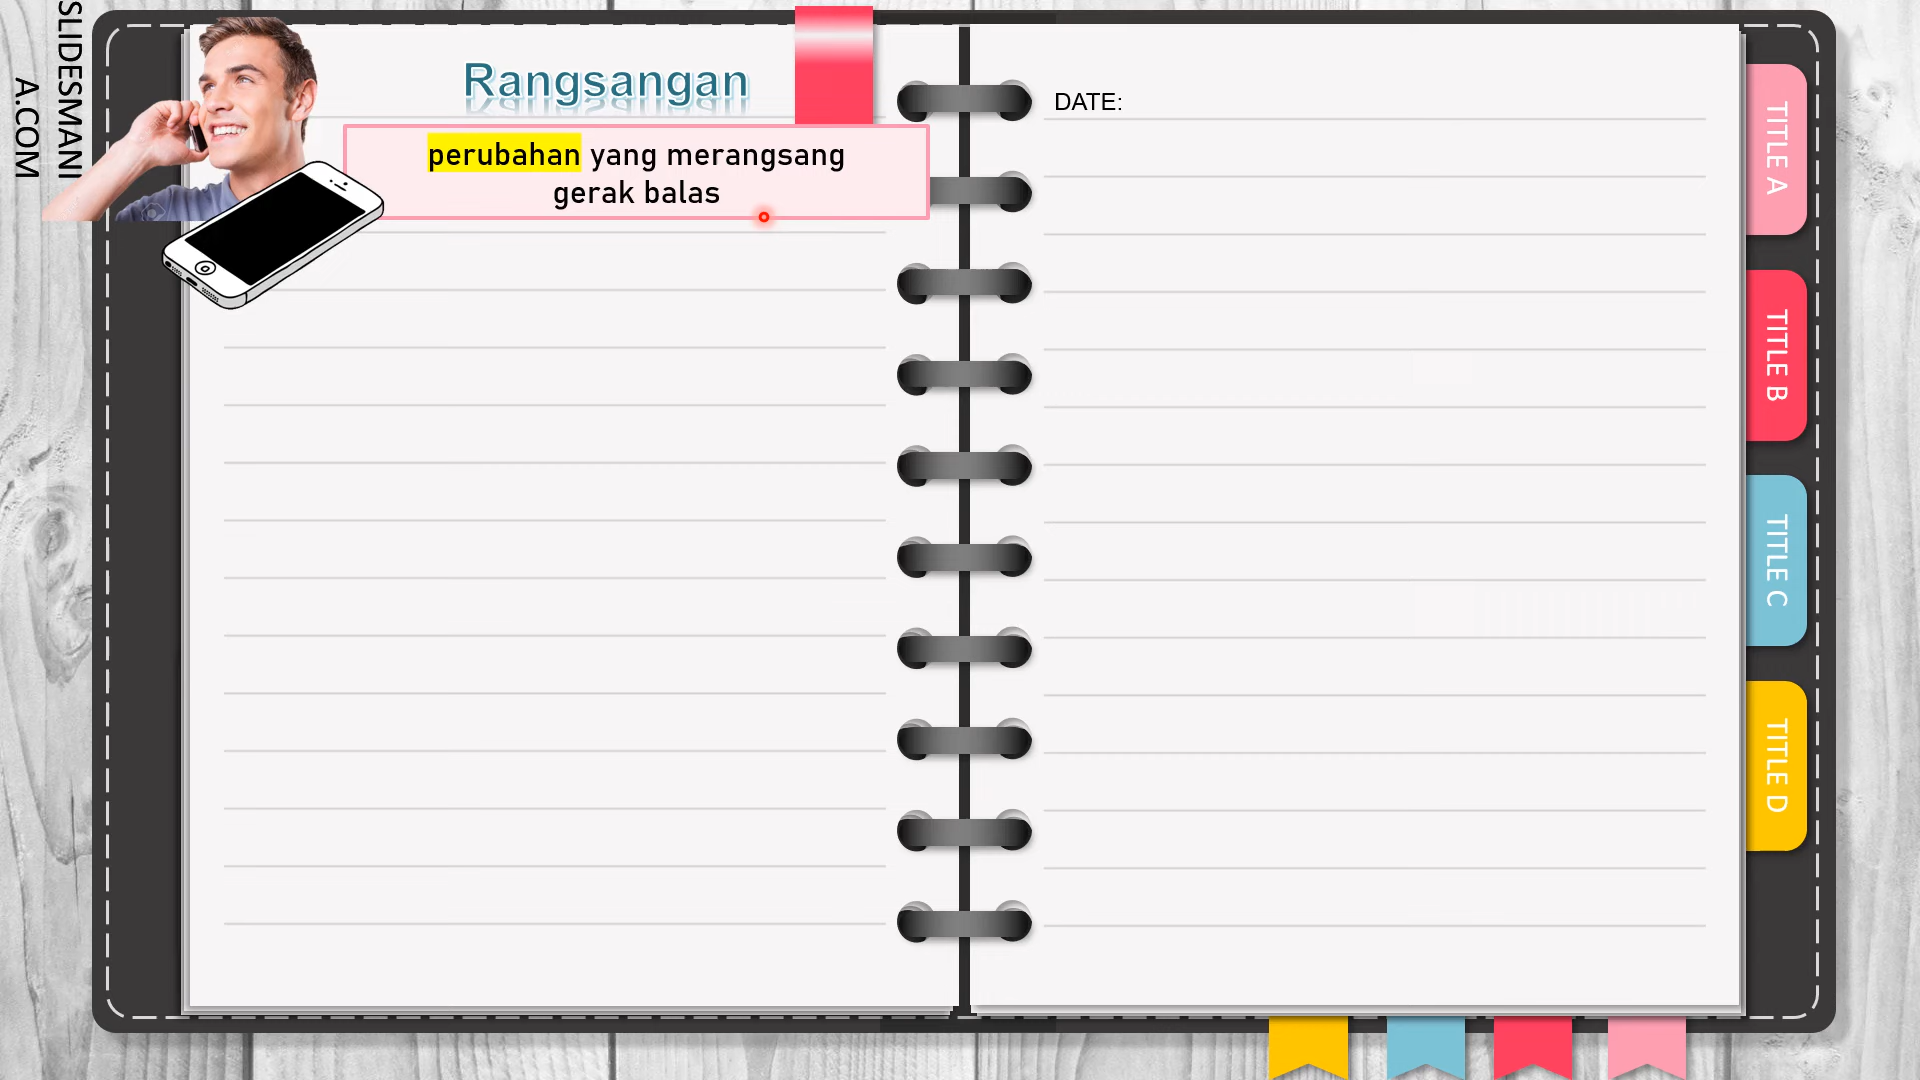 SLIDESMANI
A.COM
Rangsangan
perubahan yang merangsang
gerak balas
DATE:
TITLE A
TITLE B
TITLE C
TITLE D